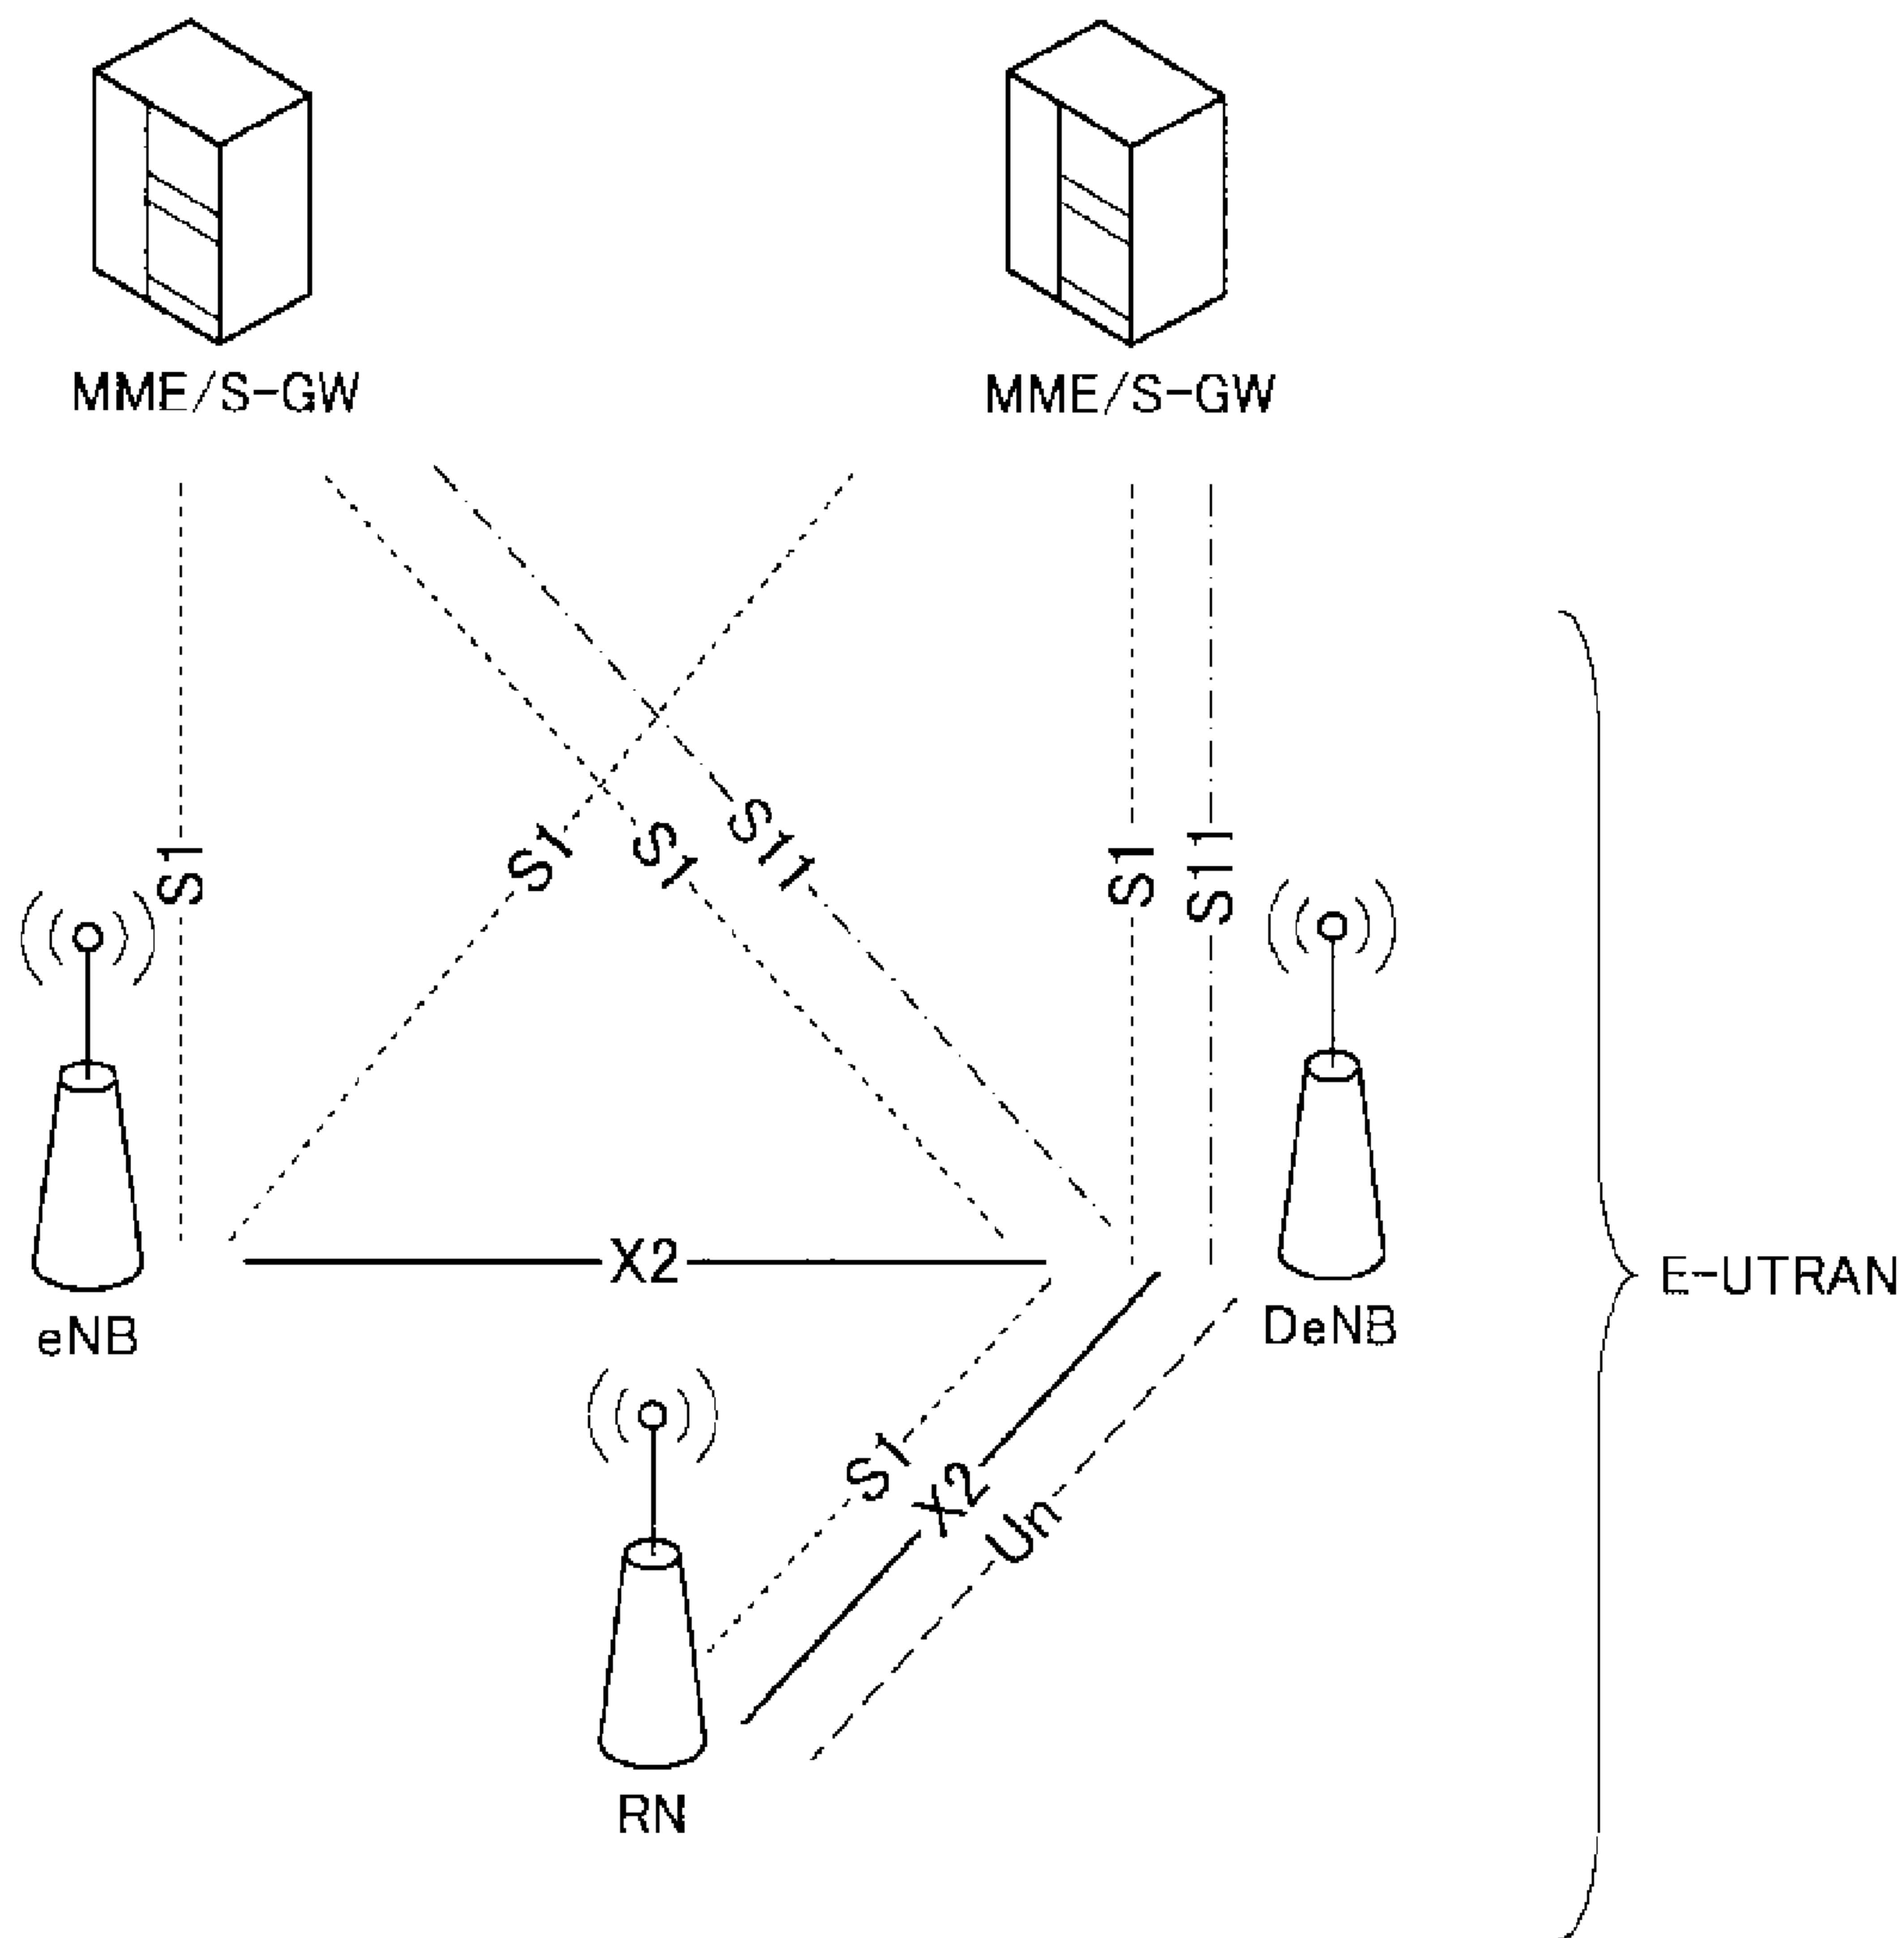 MME/S-GW
MME/S-GW
S1
S1
S1
S11
S1
S11
X2
eNB
DeNB
E-UTRAN
S1
X2
Un
RN